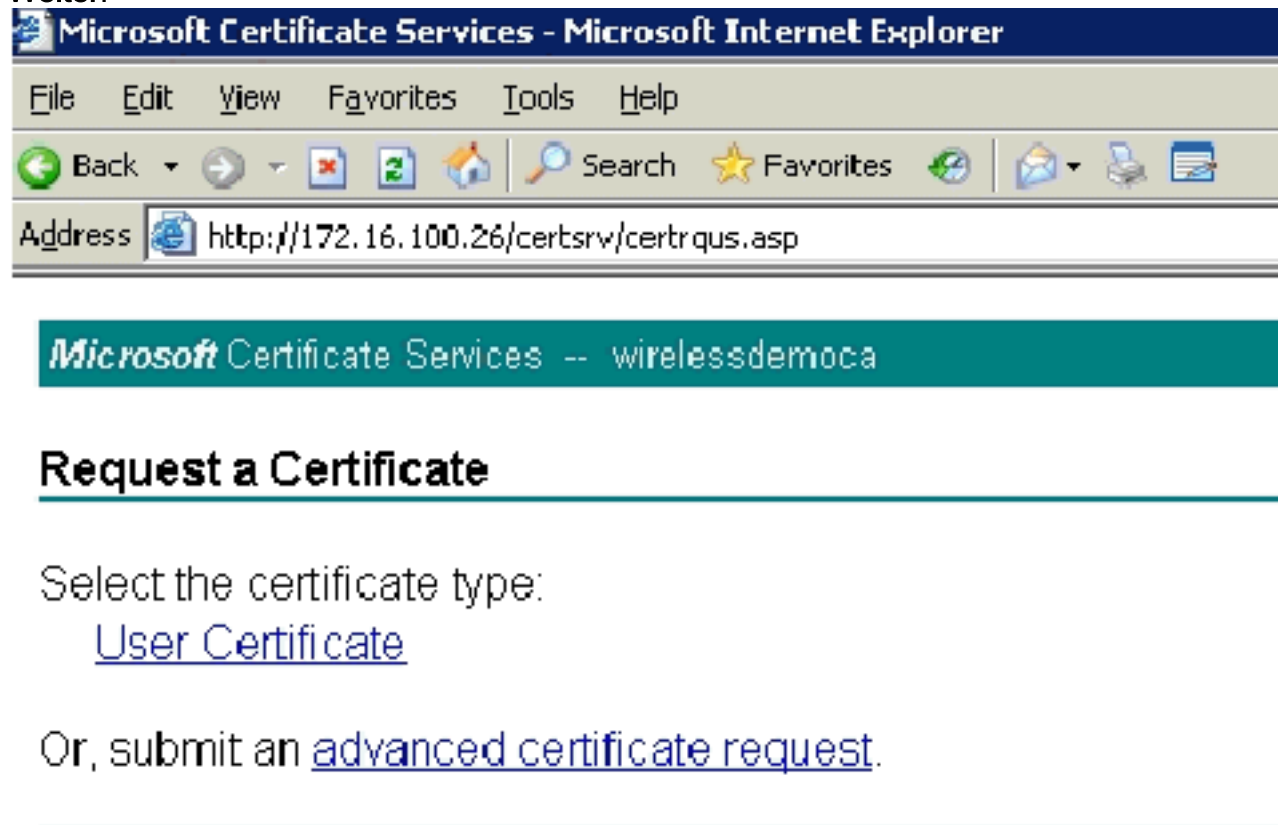 Weiter.
Microsoft Certificate Services - Microsoft Internet Explorer
File Edit View Favorites Tools Help
Back Search Favorites
Address http://172.16.100.26/certsrv/certrqus.asp
Microsoft Certificate Services -- wirelessdemoca
Request a Certificate
Select the certificate type:
User Certificate
Or, submit an advanced certificate request.